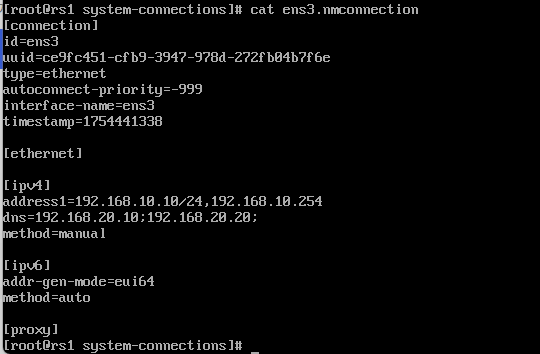 [root@rs1 system-connections]# cat ens3.nmconnection
[connection]
id=ens3
uuid=ce9fc451-cfb9-3947-978d-272fb04b7f6e
type=ethernet
autoconnect-priority=-999
interface-name=ens3
timestamp=1754441338

[ethernet]

[ipv4]
address1=192.168.10.10/24,192.168.10.254
dns=192.168.20.10;192.168.20.20;
method=manual

[ipv6]
addr-gen-mode=eui64
method=auto

[proxy]
[root@rs1 system-connections]#